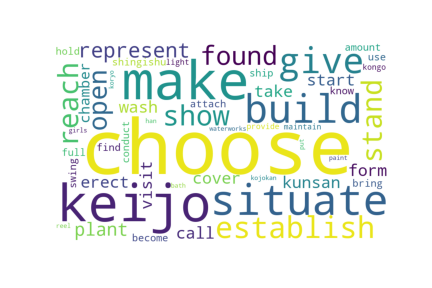 hold
represent
shingishu
light
found
give
amount
use
kongo
reach
chamber
open
koryo
make
ship
start
know
girls
wash
attach
show
take
build
stand
conduct
han
waterworks
provide
maintain
full
find
choose
put
paint
swing
erect
visit
cover
kojokan
kunsan
form
bring
keijo
bath
situate
plant
call
establish
reel
become